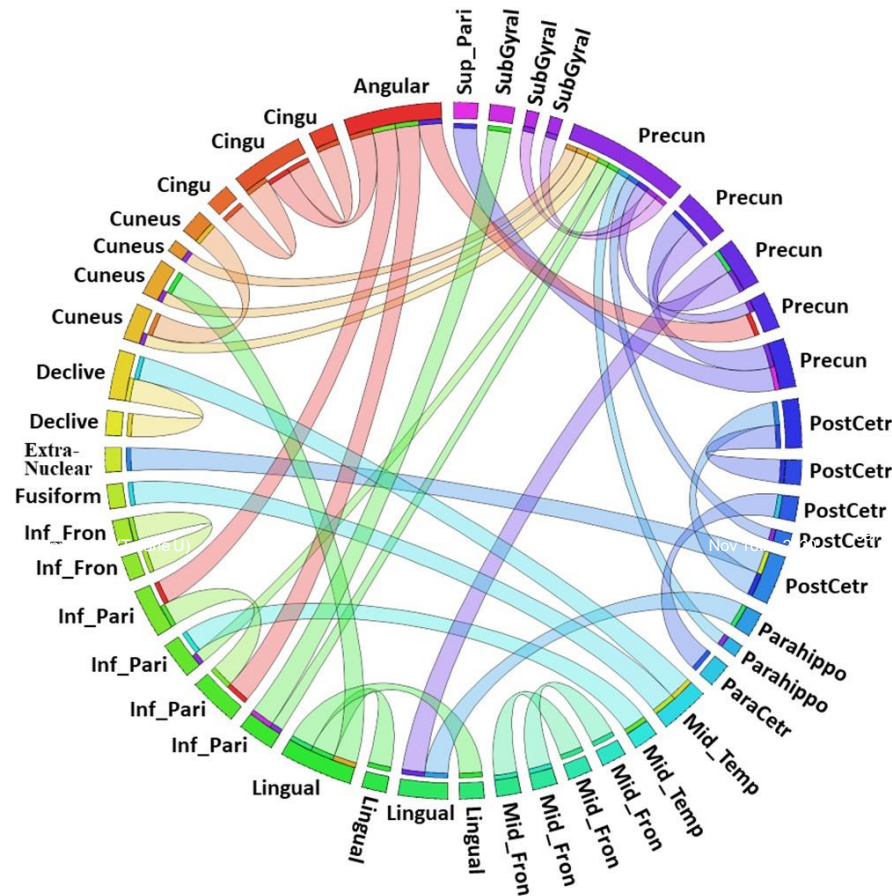 Sup_Pari
SubGyral
SubGyral
SubGyral
Precun
Precun
Precun
Precun
Precun
PostCetr
PostCetr
PostCetr
PostCetr
PostCetr
Parahippo
Parahippo
ParaCetr
Mid_Temp
Mid_Temp
Mid_Fron
Mid_Fron
Mid_Fron
Mid_Fron
Lingual
Lingual
Lingual
Lingual
Inf_Pari
Inf_Pari
Inf_Pari
Inf_Pari
Inf_Fron
Inf_Fron
Fusiform
Extra-
Nuclear
Declive
Declive
Cuneus
Cuneus
Cuneus
Cuneus
Cingu
Cingu
Cingu
Angular